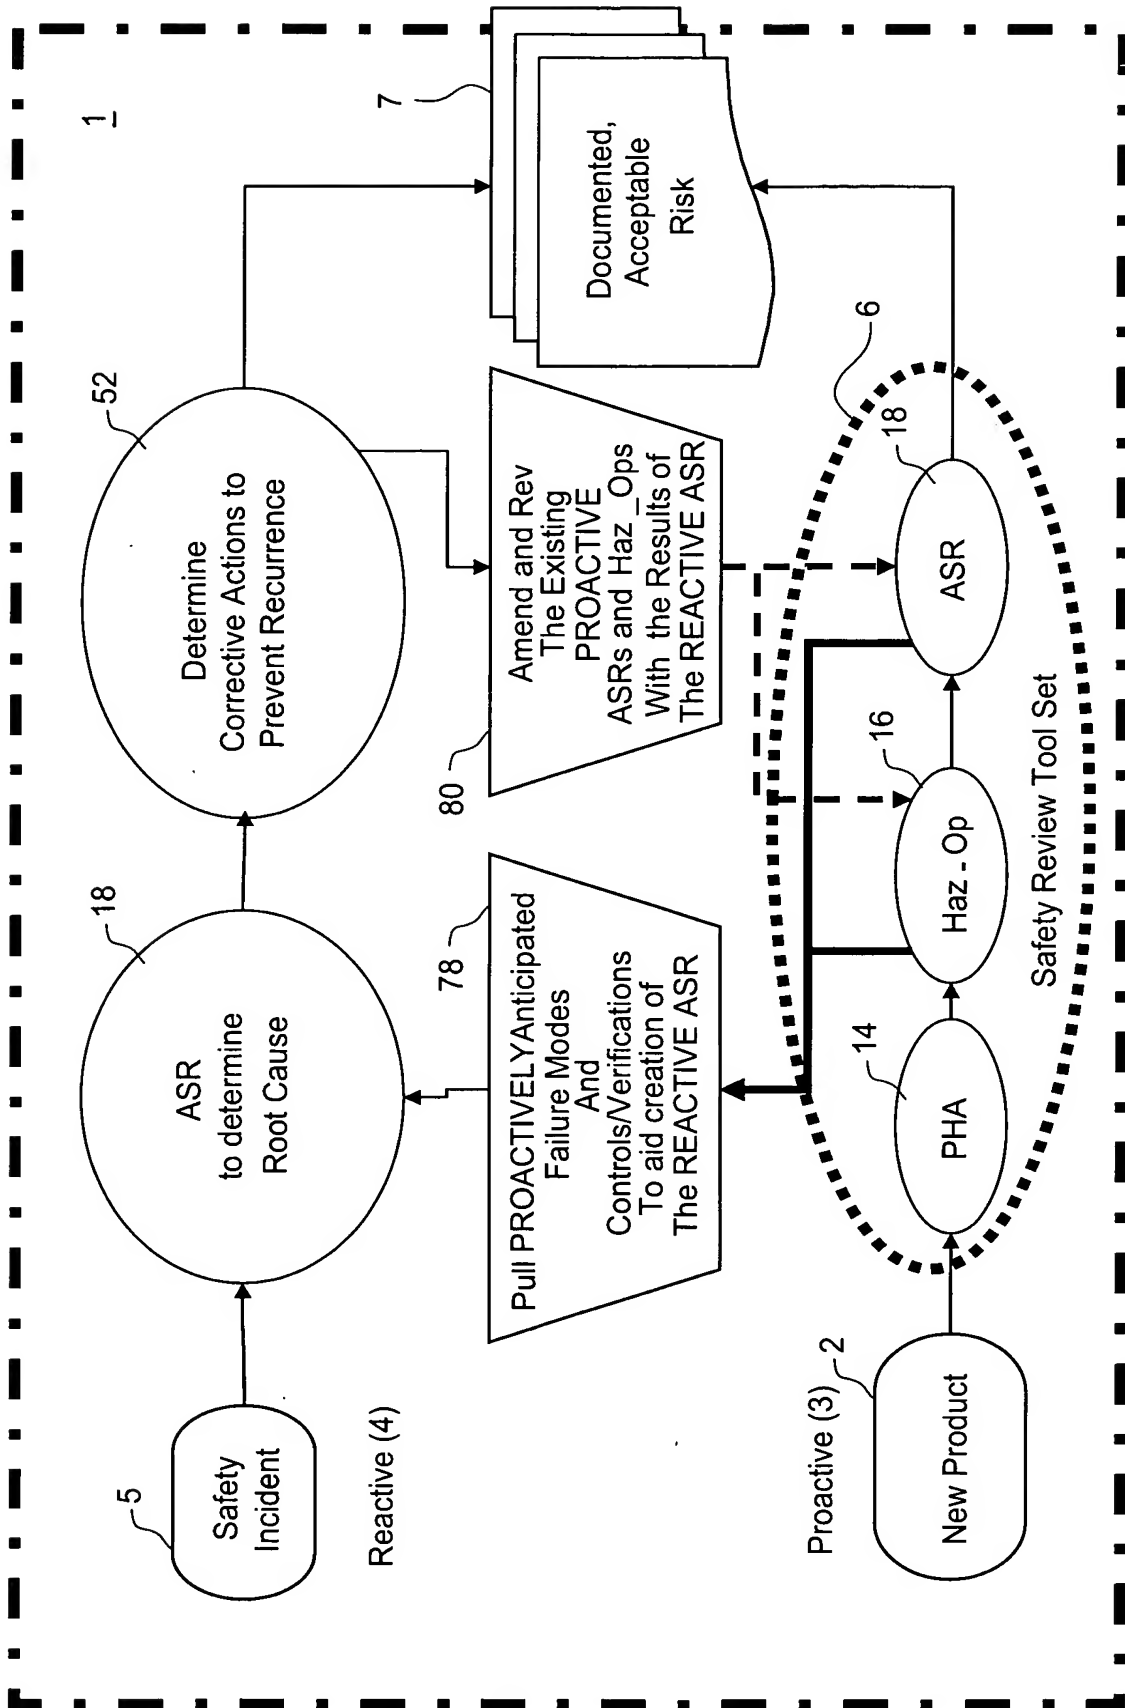 1
5
Safety
Incident
Reactive (4)
18
ASR
to determine
Root Cause
52
Determine
Corrective Actions to
Prevent Recurrence
7
Documented,
Acceptable
Risk
78
Pull PROACTIVELYAnticipated
Failure Modes
And
Controls/Verifications
To aid creation of
The REACTIVE ASR
80
Amend and Rev
The Existing
PROACTIVE
ASRs and Haz_Ops
With the Results of
The REACTIVE ASR
Proactive (3)
2
New Product
14
PHA
16
Haz-Op
18
ASR
6
Safety Review Tool Set